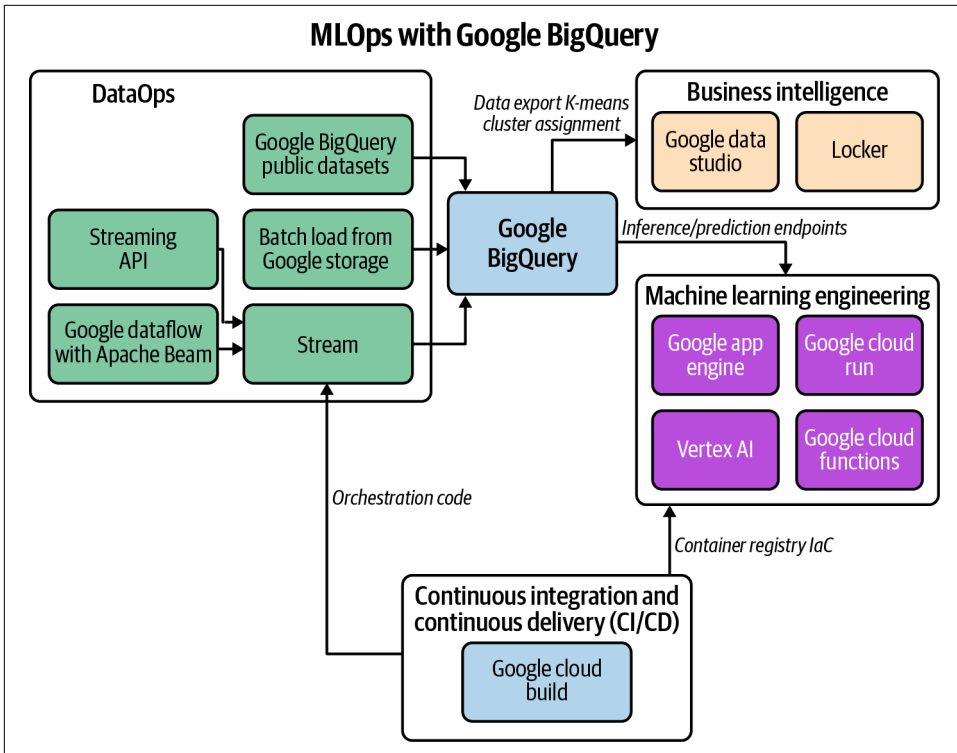 MLOps with Google BigQuery
DataOps
Google BigQuery
public datasets
Streaming
API
Batch load from
Google storage
Google dataflow
with Apache Beam
Stream
Google
BigQuery
Data export K-means
cluster assignment
Business intelligence
Google data
studio
Locker
Inference/prediction endpoints
Machine learning engineering
Google app
engine
Google cloud
run
Vertex AI
Google cloud
functions
Orchestration code
Container registry IaC
Continuous integration and
continuous delivery (CI/CD)
Google cloud
build